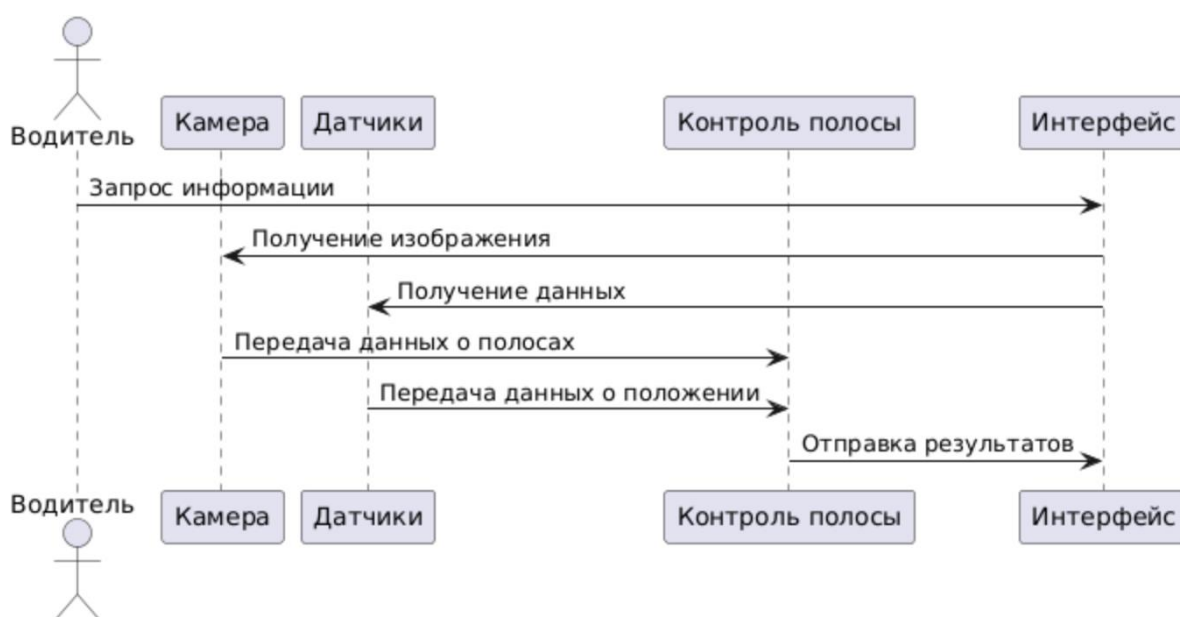 Водитель
Камера
Датчики
Контроль полосы
Интерфейс
Запрос информации
Получение изображения
Получение данных
Передача данных о полосах
Передача данных о положении
Отправка результатов
Водитель
Камера
Датчики
Контроль полосы
Интерфейс